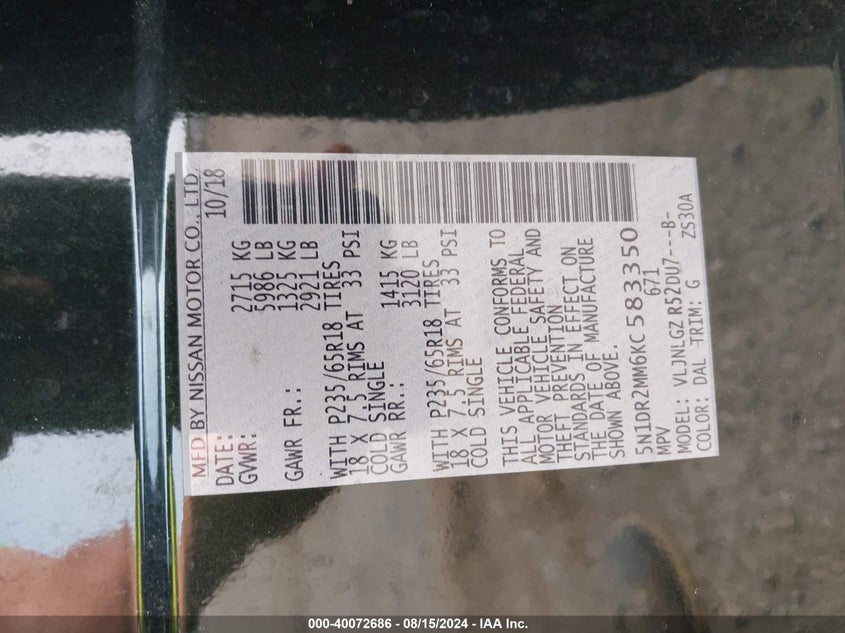 MFD BY NISSAN MOTOR CO., LTD.
DATE: 10/18
GVWR: 2715 KG
5986 LB
GAWR FR.: 1325 KG
2921 LB
WITH P235/65R18 TIRES
18 X 7.5 RIMS AT 33 PSI
COLD SINGLE
GAWR RR.: 1415 KG
3120 LB
WITH P235/65R18 TIRES
18 X 7.5 RIMS AT 33 PSI
COLD SINGLE
THIS VEHICLE CONFORMS TO
ALL APPLICABLE FEDERAL
MOTOR VEHICLE SAFETY AND
THEFT PREVENTION
STANDARDS IN EFFECT ON
THE DATE OF MANUFACTURE
SHOWN ABOVE.
5N1DR2MM6KC583350
MPV 671
MODEL: VLJNLGZ R52DU7---B-
COLOR: DAL TRIM: G ZS30A
000-40072686 - 08/15/2024 - IAA Inc.